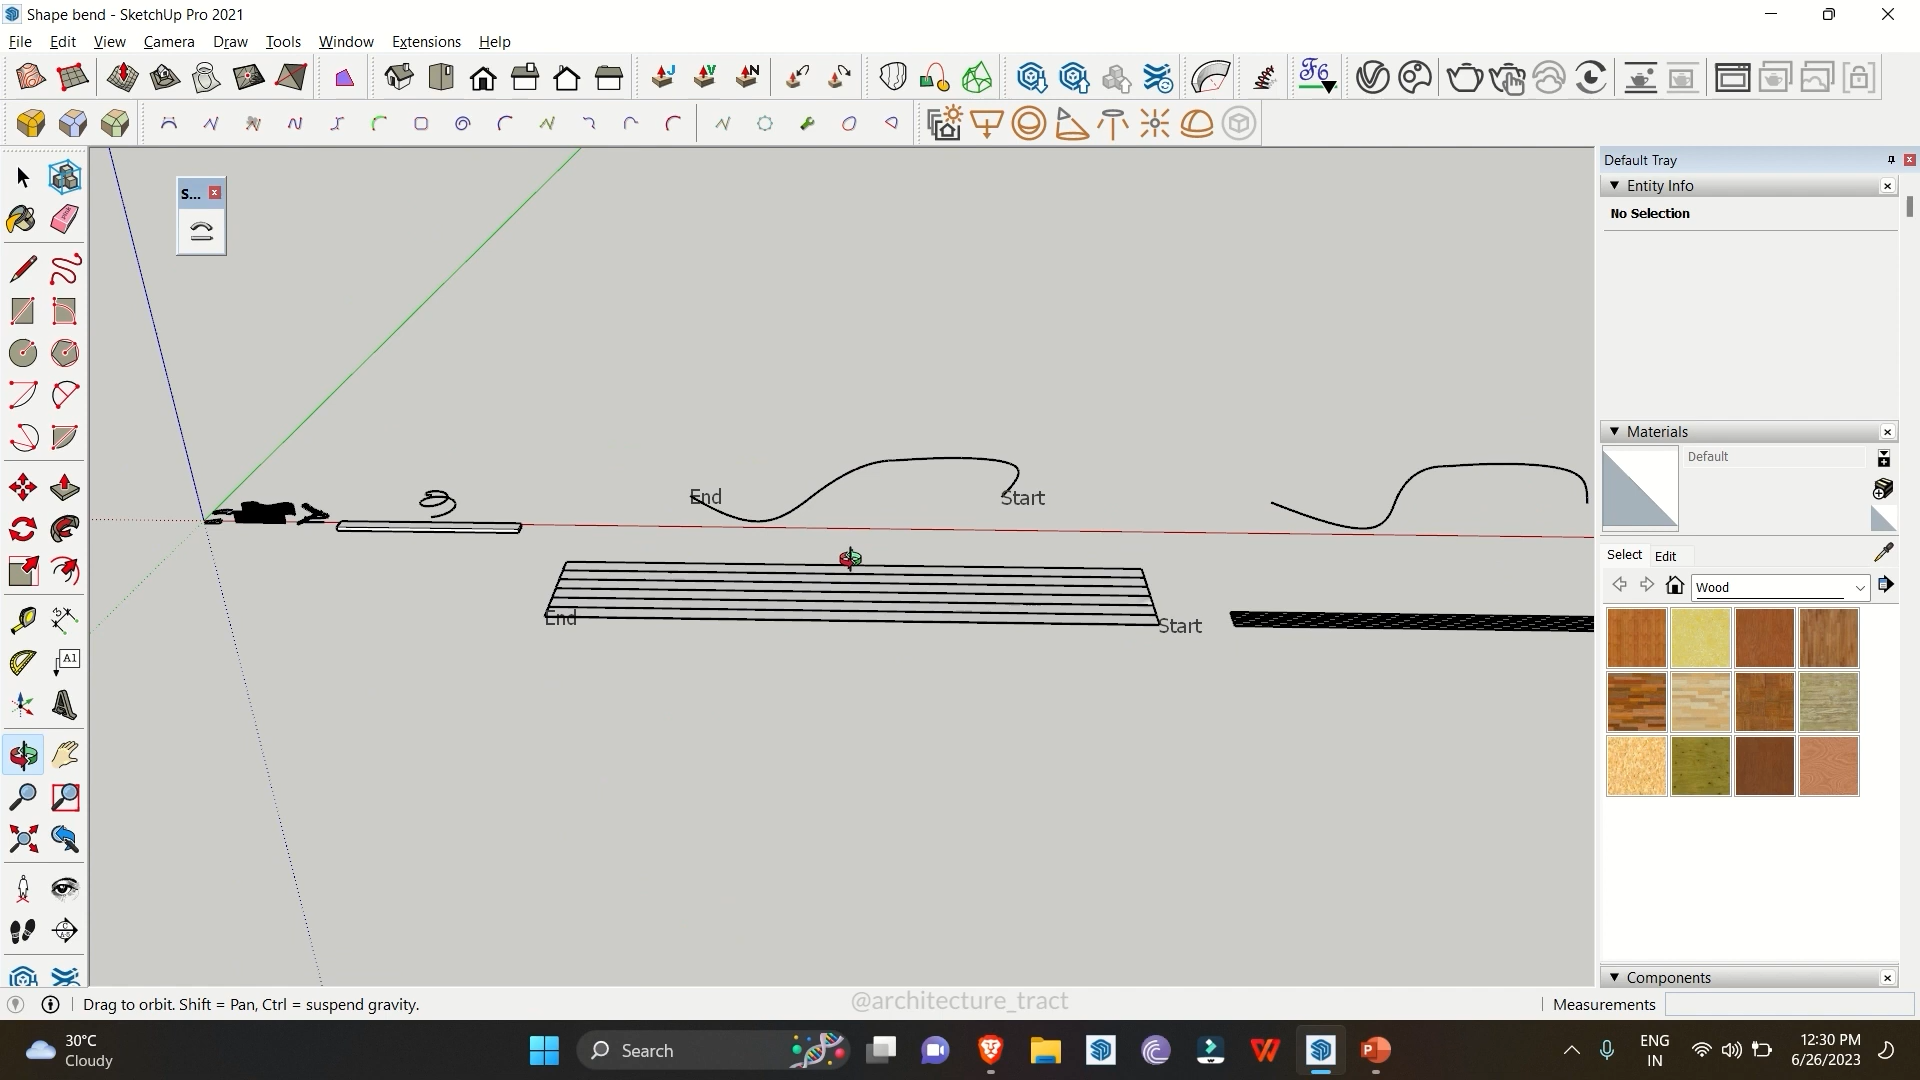 Shape bend - SketchUp Pro 2021
File Edit View Camera Draw Tools Window Extensions Help
Default Tray
Entity Info
No Selection
S...
Materials
Default
Select Edit
Wood
End
Start
End
Start
A1
Components
Drag to orbit. Shift = Pan, Ctrl = suspend gravity.
@architecture_tract
Measurements
30°C
Cloudy
Search
ENG
IN
12:30 PM
6/26/2023